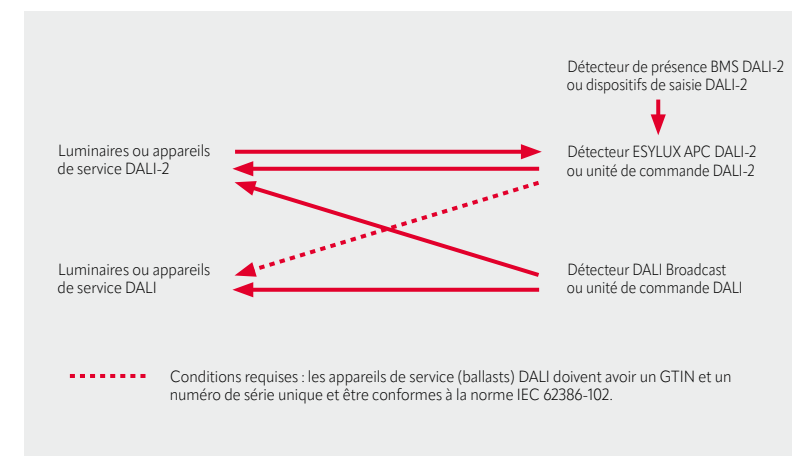 Détecteur de présence BMS DALI-2
ou dispositifs de saisie DALI-2
Luminaires ou appareils
de service DALI-2
Détecteur ESYLUX APC DALI-2
ou unité de commande DALI-2
Luminaires ou appareils
de service DALI
Détecteur DALI Broadcast
ou unité de commande DALI
Conditions requises : les appareils de service (ballasts) DALI doivent avoir un GTIN et un
numéro de série unique et être conformes à la norme IEC 62386-102.